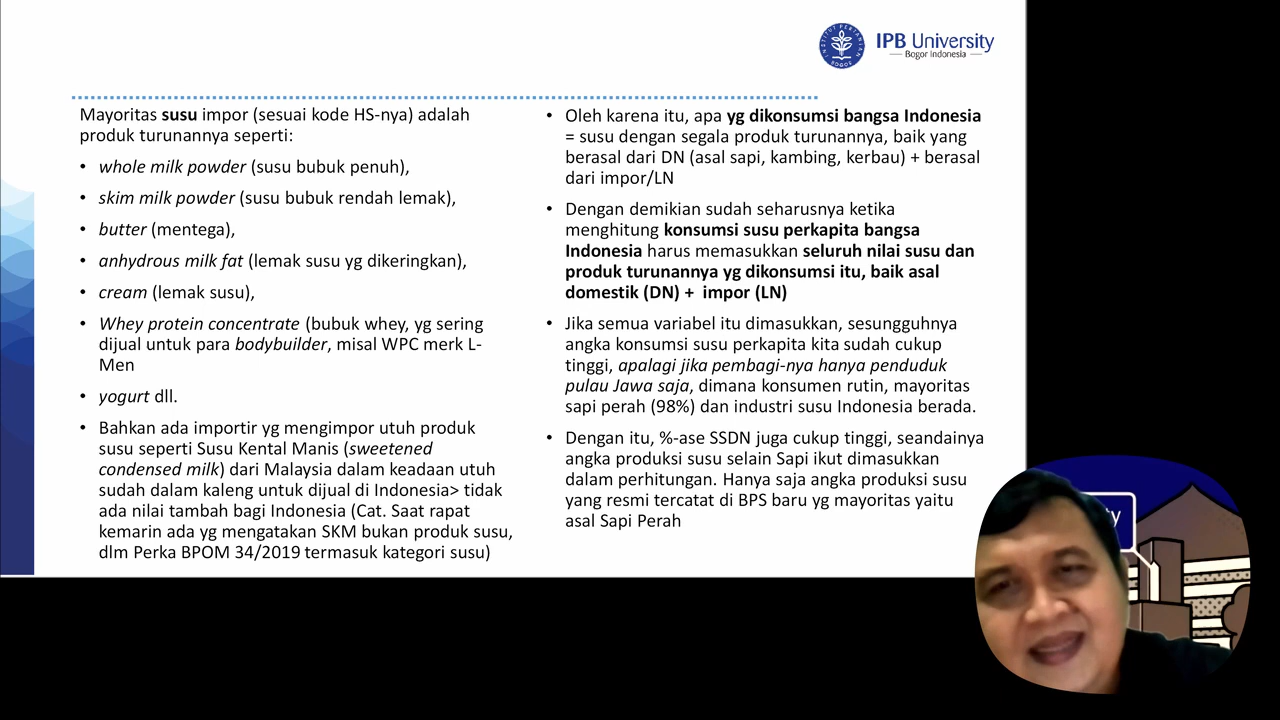 INSTITUT PERTANIAN
BOGOR
IPB University
Bogor Indonesia
Mayoritas susu impor (sesuai kode HS-nya) adalah
produk turunannya seperti:
• whole milk powder (susu bubuk penuh),
• skim milk powder (susu bubuk rendah lemak),
• butter (mentega),
• anhydrous milk fat (lemak susu yg dikeringkan),
• cream (lemak susu),
• Whey protein concentrate (bubuk whey, yg sering
dijual untuk para bodybuilder, misal WPC merk L-
Men
• yogurt dll.
• Bahkan ada importir yg mengimpor utuh produk
susu seperti Susu Kental Manis (sweetened
condensed milk) dari Malaysia dalam keadaan utuh
sudah dalam kaleng untuk dijual di Indonesia> tidak
ada nilai tambah bagi Indonesia (Cat. Saat rapat
kemarin ada yg mengatakan SKM bukan produk susu,
dlm Perka BPOM 34/2019 termasuk kategori susu)
• Oleh karena itu, apa yg dikonsumsi bangsa Indonesia
= susu dengan segala produk turunannya, baik yang
berasal dari DN (asal sapi, kambing, kerbau) + berasal
dari impor/LN
• Dengan demikian sudah seharusnya ketika
menghitung konsumsi susu perkapita bangsa
Indonesia harus memasukkan seluruh nilai susu dan
produk turunannya yg dikonsumsi itu, baik asal
domestik (DN) + impor (LN)
• Jika semua variabel itu dimasukkan, sesungguhnya
angka konsumsi susu perkapita kita sudah cukup
tinggi, apalagi jika pembagi-nya hanya penduduk
pulau Jawa saja, dimana konsumen rutin, mayoritas
sapi perah (98%) dan industri susu Indonesia berada.
• Dengan itu, %-ase SSDN juga cukup tinggi, seandainya
angka produksi susu selain Sapi ikut dimasukkan
dalam perhitungan. Hanya saja angka produksi susu
yang resmi tercatat di BPS baru yg mayoritas yaitu
asal Sapi Perah